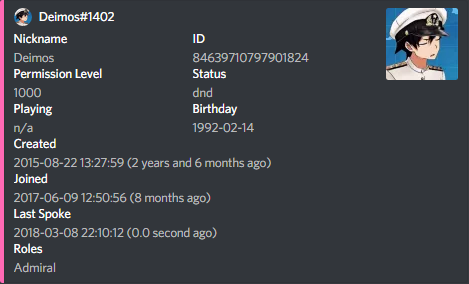 Deimos#1402
Nickname ID
Deimos 84639710797901824
Permission Level Status
1000 dnd
Playing Birthday
n/a 1992-02-14
Created
2015-08-22 13:27:59 (2 years and 6 months ago)
Joined
2017-06-09 12:50:56 (8 months ago)
Last Spoke
2018-03-08 22:10:12 (0.0 second ago)
Roles
Admiral